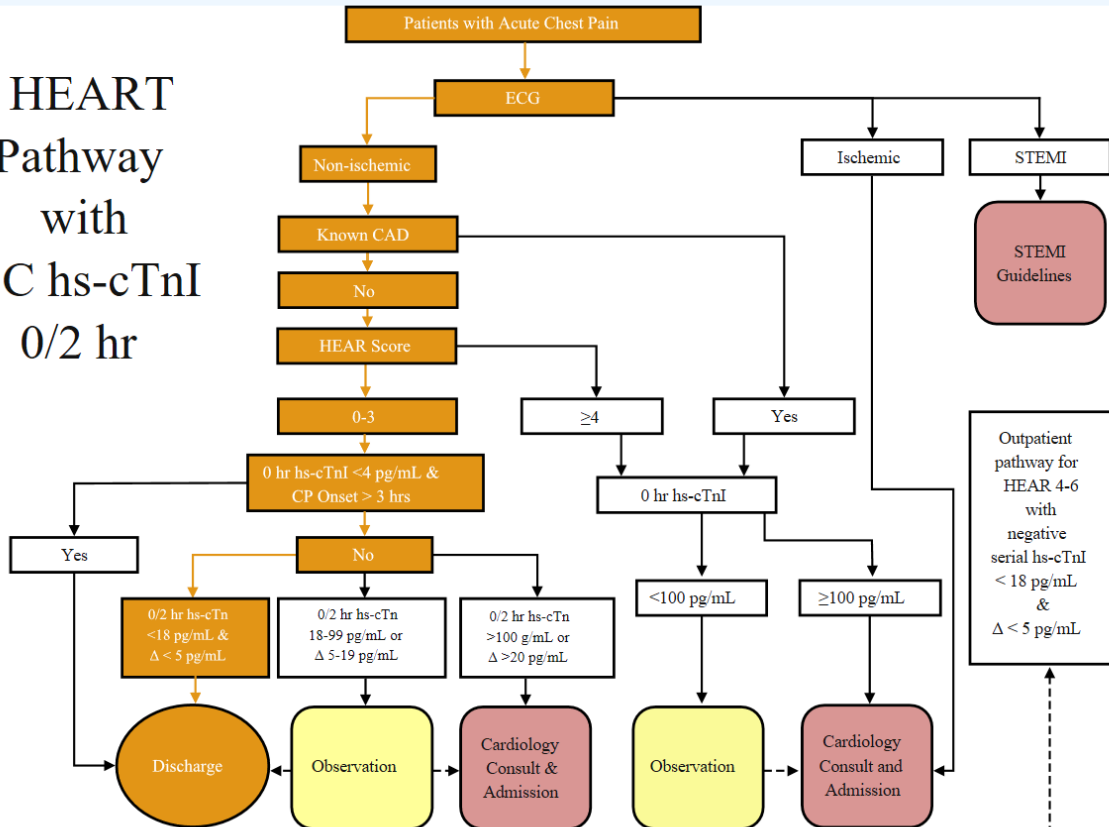 Patients with Acute Chest Pain
HEART
Pathway
with
C hs-cTnI
0/2 hr
ECG
Non-ischemic
Ischemic
STEMI
Known CAD
STEMI
Guidelines
No
HEAR Score
0-3
≥4
Yes
0 hr hs-cTnI <4 pg/mL &
CP Onset > 3 hrs
0 hr hs-cTnI
Outpatient
pathway for
HEAR 4-6
with
negative
serial hs-cTnI
< 18 pg/mL
&
Δ < 5 pg/mL
Yes
No
0/2 hr hs-cTn
<18 pg/mL &
Δ < 5 pg/mL
0/2 hr hs-cTn
18-99 pg/mL or
Δ 5-19 pg/mL
0/2 hr hs-cTn
>100 g/mL or
Δ >20 pg/mL
<100 pg/mL
≥100 pg/mL
Discharge
Observation
Cardiology
Consult &
Admission
Observation
Cardiology
Consult and
Admission